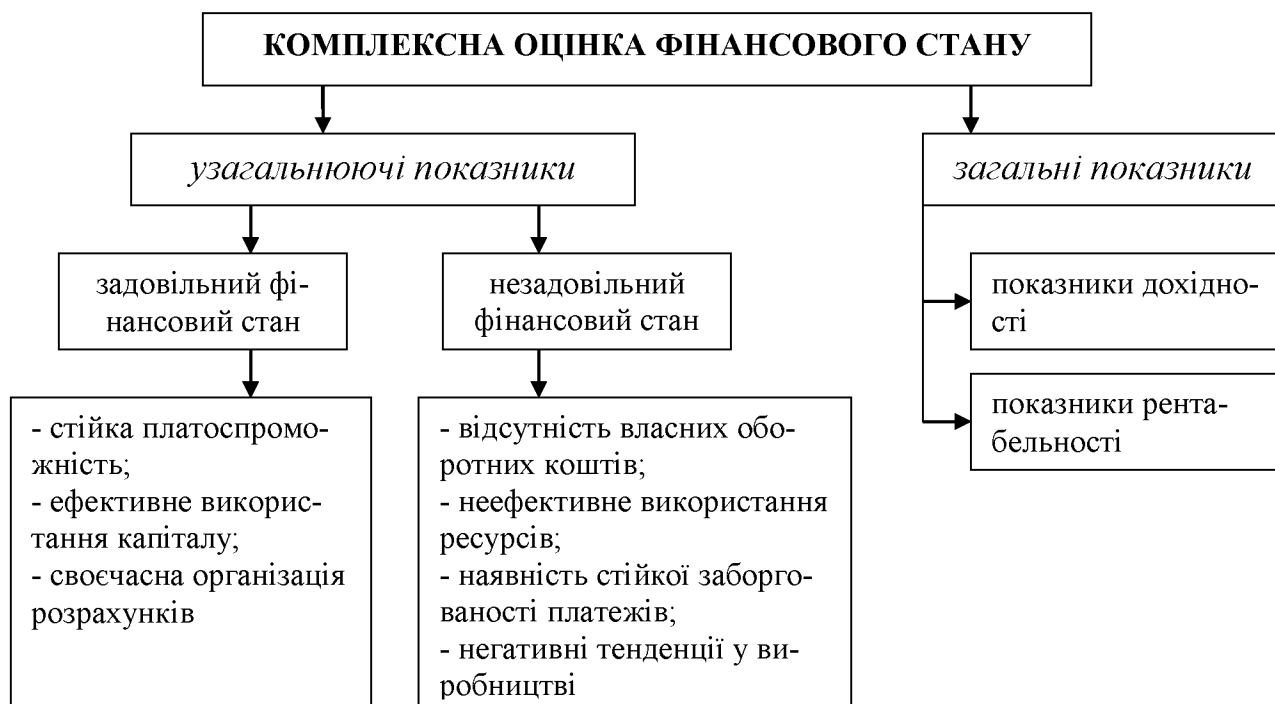 КОМПЛЕКСНА ОЦІНКА ФІНАНСОВОГО СТАНУ
узагальнюючі показники
загальні показники
задовільний фі-
нансовий стан
незадовільний
фінансовий стан
показники дохідно-
сті
показники рента-
бельності
- стійка платоспромо-
жність;
- ефективне викорис-
тання капіталу;
- своєчасна організація
розрахунків
- відсутність власних обо-
ротних коштів;
- неефективне використання
ресурсів;
- наявність стійкої заборго-
ваності платежів;
- негативні тенденції у ви-
робництві